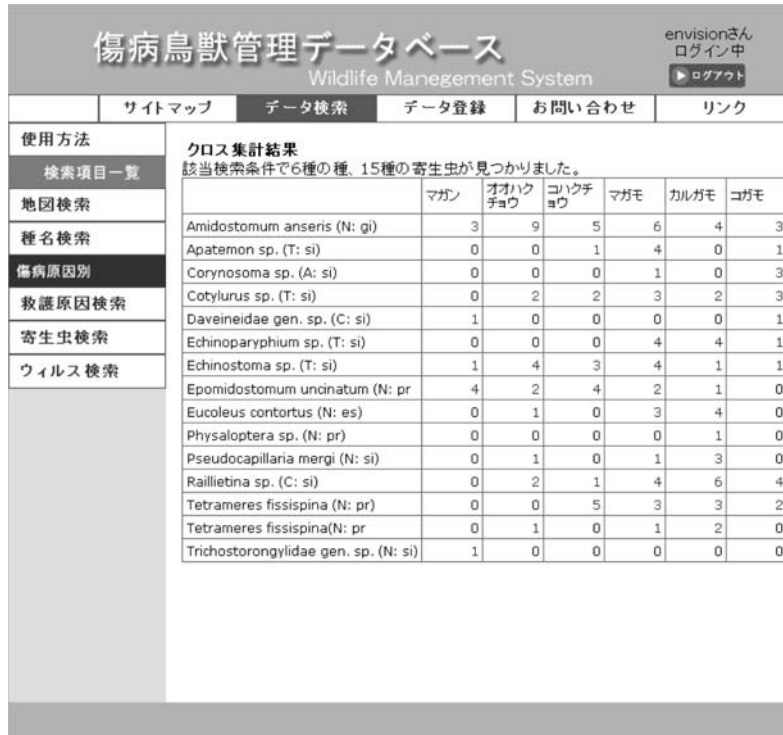 傷病鳥獣管理データベース
Wildlife Manegement System
envisionさん
ログイン中
ログアウト
サイトマップ データ検索 データ登録 お問い合わせ リンク
使用方法
検索項目一覧
地図検索
種名検索
傷病原因別
救護原因検索
寄生虫検索
ウィルス検索
クロス集計結果
該当検索条件で6種の種、15種の寄生虫が見つかりました。
マガン オオハクチョウ コハクチョウ マガモ カルガモ コガモ
Amidostomum anseris (N: gi) 3 9 5 6 4 3
Apatemon sp. (T: si) 0 0 1 4 0 1
Corynosoma sp. (A: si) 0 0 0 1 0 3
Cotylurus sp. (T: si) 0 2 2 3 2 3
Daveineidae gen. sp. (C: si) 1 0 0 0 0 1
Echinoparyphium sp. (T: si) 0 0 0 4 4 1
Echinostoma sp. (T: si) 1 4 3 4 1 1
Epomidostomum uncinatum (N: pr 4 2 4 2 1 0
Eucoleus contortus (N: es) 0 1 0 3 4 0
Physaloptera sp. (N: pr) 0 0 0 0 1 0
Pseudocapillaria mergi (N: si) 0 1 0 1 3 0
Raillietina sp. (C: si) 0 2 1 4 6 4
Tetrameres fissispina (N: pr) 0 0 5 3 3 2
Tetrameres fissispina(N: pr 0 1 0 1 2 0
Trichostorongylidae gen. sp. (N: si) 1 0 0 0 0 0